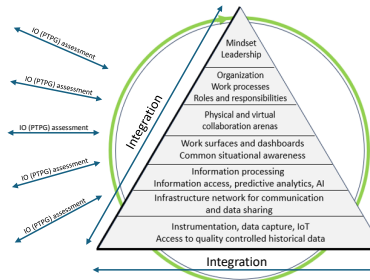 IO (PTPG) assessment
IO (PTPG) assessment
IO (PTPG) assessment
IO (PTPG) assessment
IO (PTPG) assessment
Integration
Mindset
Leadership
Organization
Work processes
Roles and responsibilities
Physical and virtual
collaboration arenas
Work surfaces and dashboards
Common situational awareness
Information processing
Information access, predictive analytics, AI
Infrastructure network for communication
and data sharing
Instrumentation, data capture, IoT
Access to quality controlled historical data
Integration